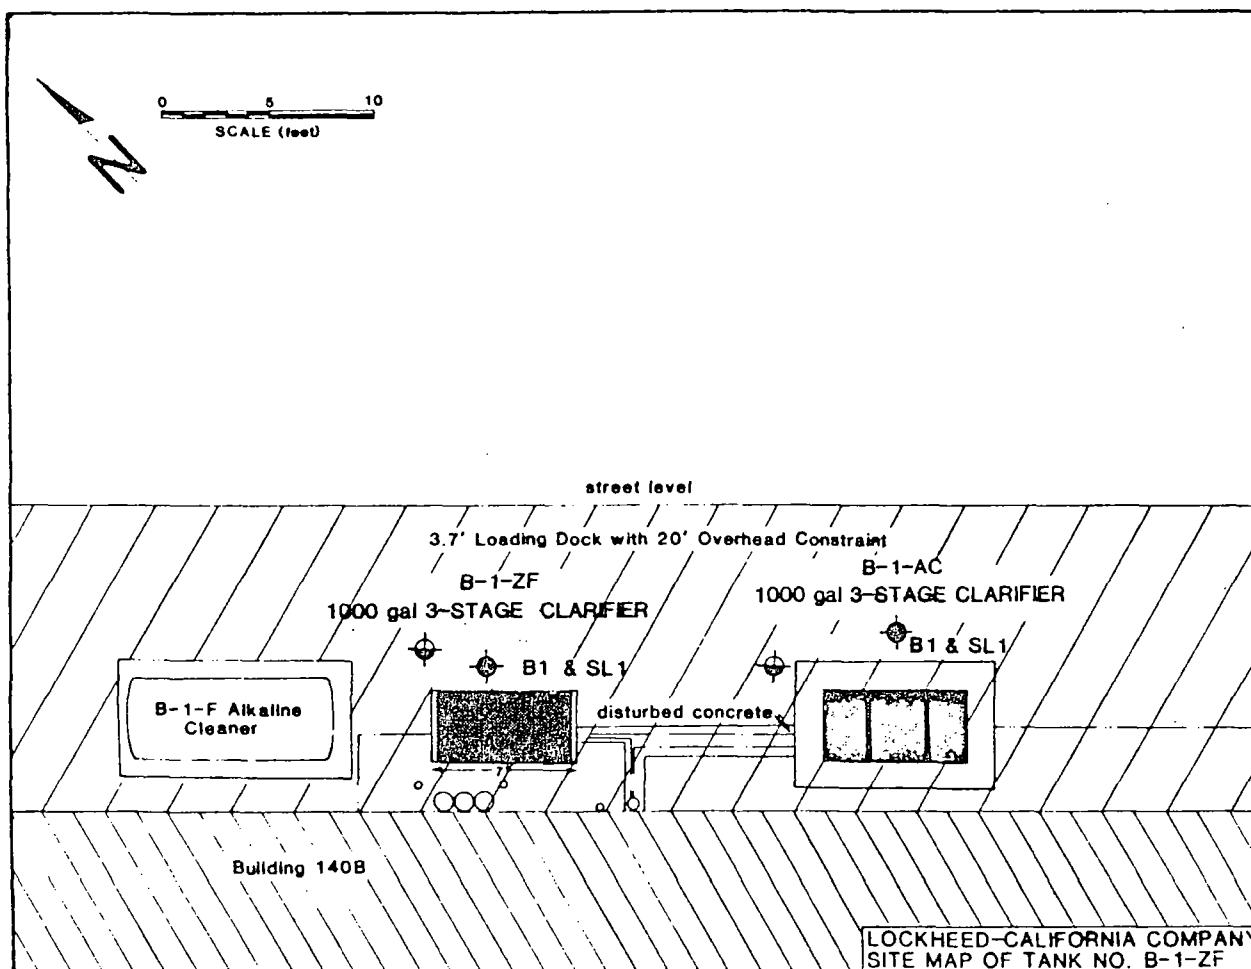 0 5 10
SCALE (feet)
N
street level
3.7' Loading Dock with 20' Overhead Constraint
B-1-ZF
1000 gal 3-STAGE CLARIFIER
B-1-AC
1000 gal 3-STAGE CLARIFIER
B1 & SL1
B1 & SL1
B-1-F Alkaline
Cleaner
disturbed concrete
7'
Building 140B
LOCKHEED-CALIFORNIA COMPANY
SITE MAP OF TANK NO. B-1-ZF